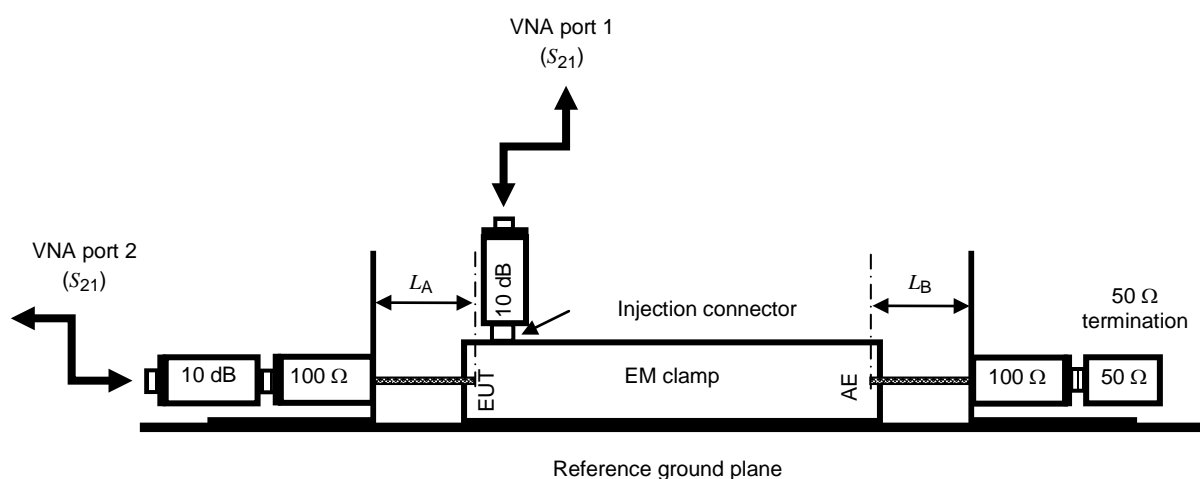 VNA port 1
(S21)
VNA port 2
(S21)
LA
10 dB
Injection connector
LB
50 Ω
termination
10 dB
100 Ω
EUT
EM clamp
AE
100 Ω
50 Ω
Reference ground plane